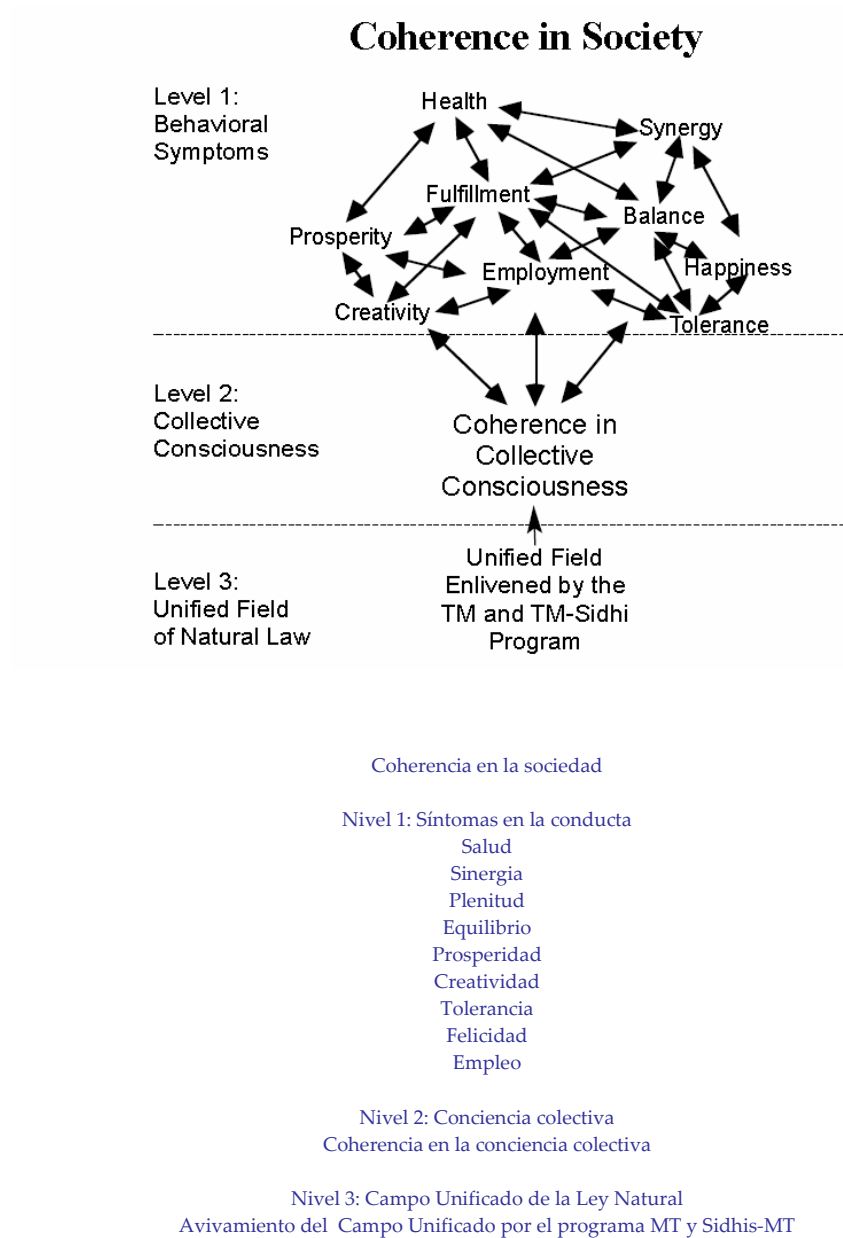 Coherence in Society
Level 1:
Behavioral
Symptoms
Health
Synergy
Fulfillment
Balance
Prosperity
Employment
Happiness
Creativity
Tolerance
Level 2:
Collective
Consciousness
Coherence in
Collective
Consciousness
Level 3:
Unified Field
of Natural Law
Unified Field
Enlivened by the
TM and TM-Sidhi
Program
Coherencia en la sociedad
Nivel 1: Síntomas en la conducta
Salud
Sinergia
Plenitud
Equilibrio
Prosperidad
Creatividad
Tolerancia
Felicidad
Empleo
Nivel 2: Conciencia colectiva
Coherencia en la conciencia colectiva
Nivel 3: Campo Unificado de la Ley Natural
Avivamiento del Campo Unificado por el programa MT y Sidhis-MT